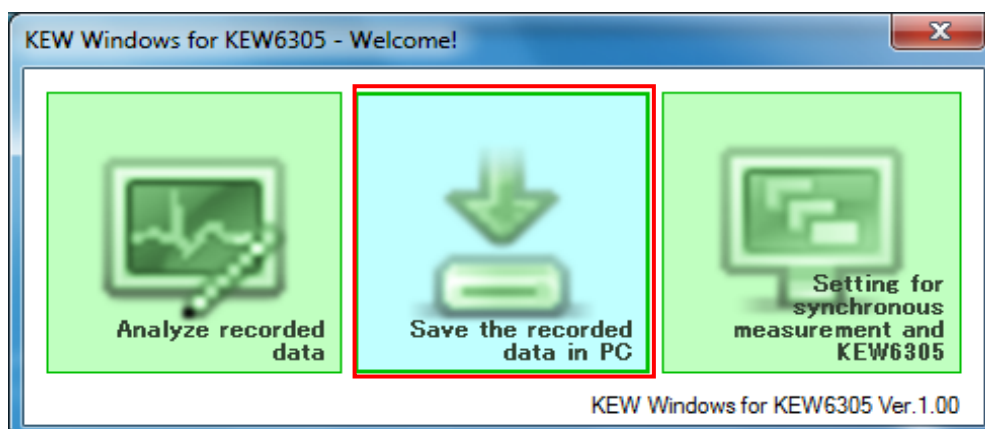 KEW Windows for KEW6305 - Welcome!
Analyze recorded
data
Save the recorded
data in PC
Setting for
synchronous
measurement and
KEW6305
KEW Windows for KEW6305 Ver.1.00